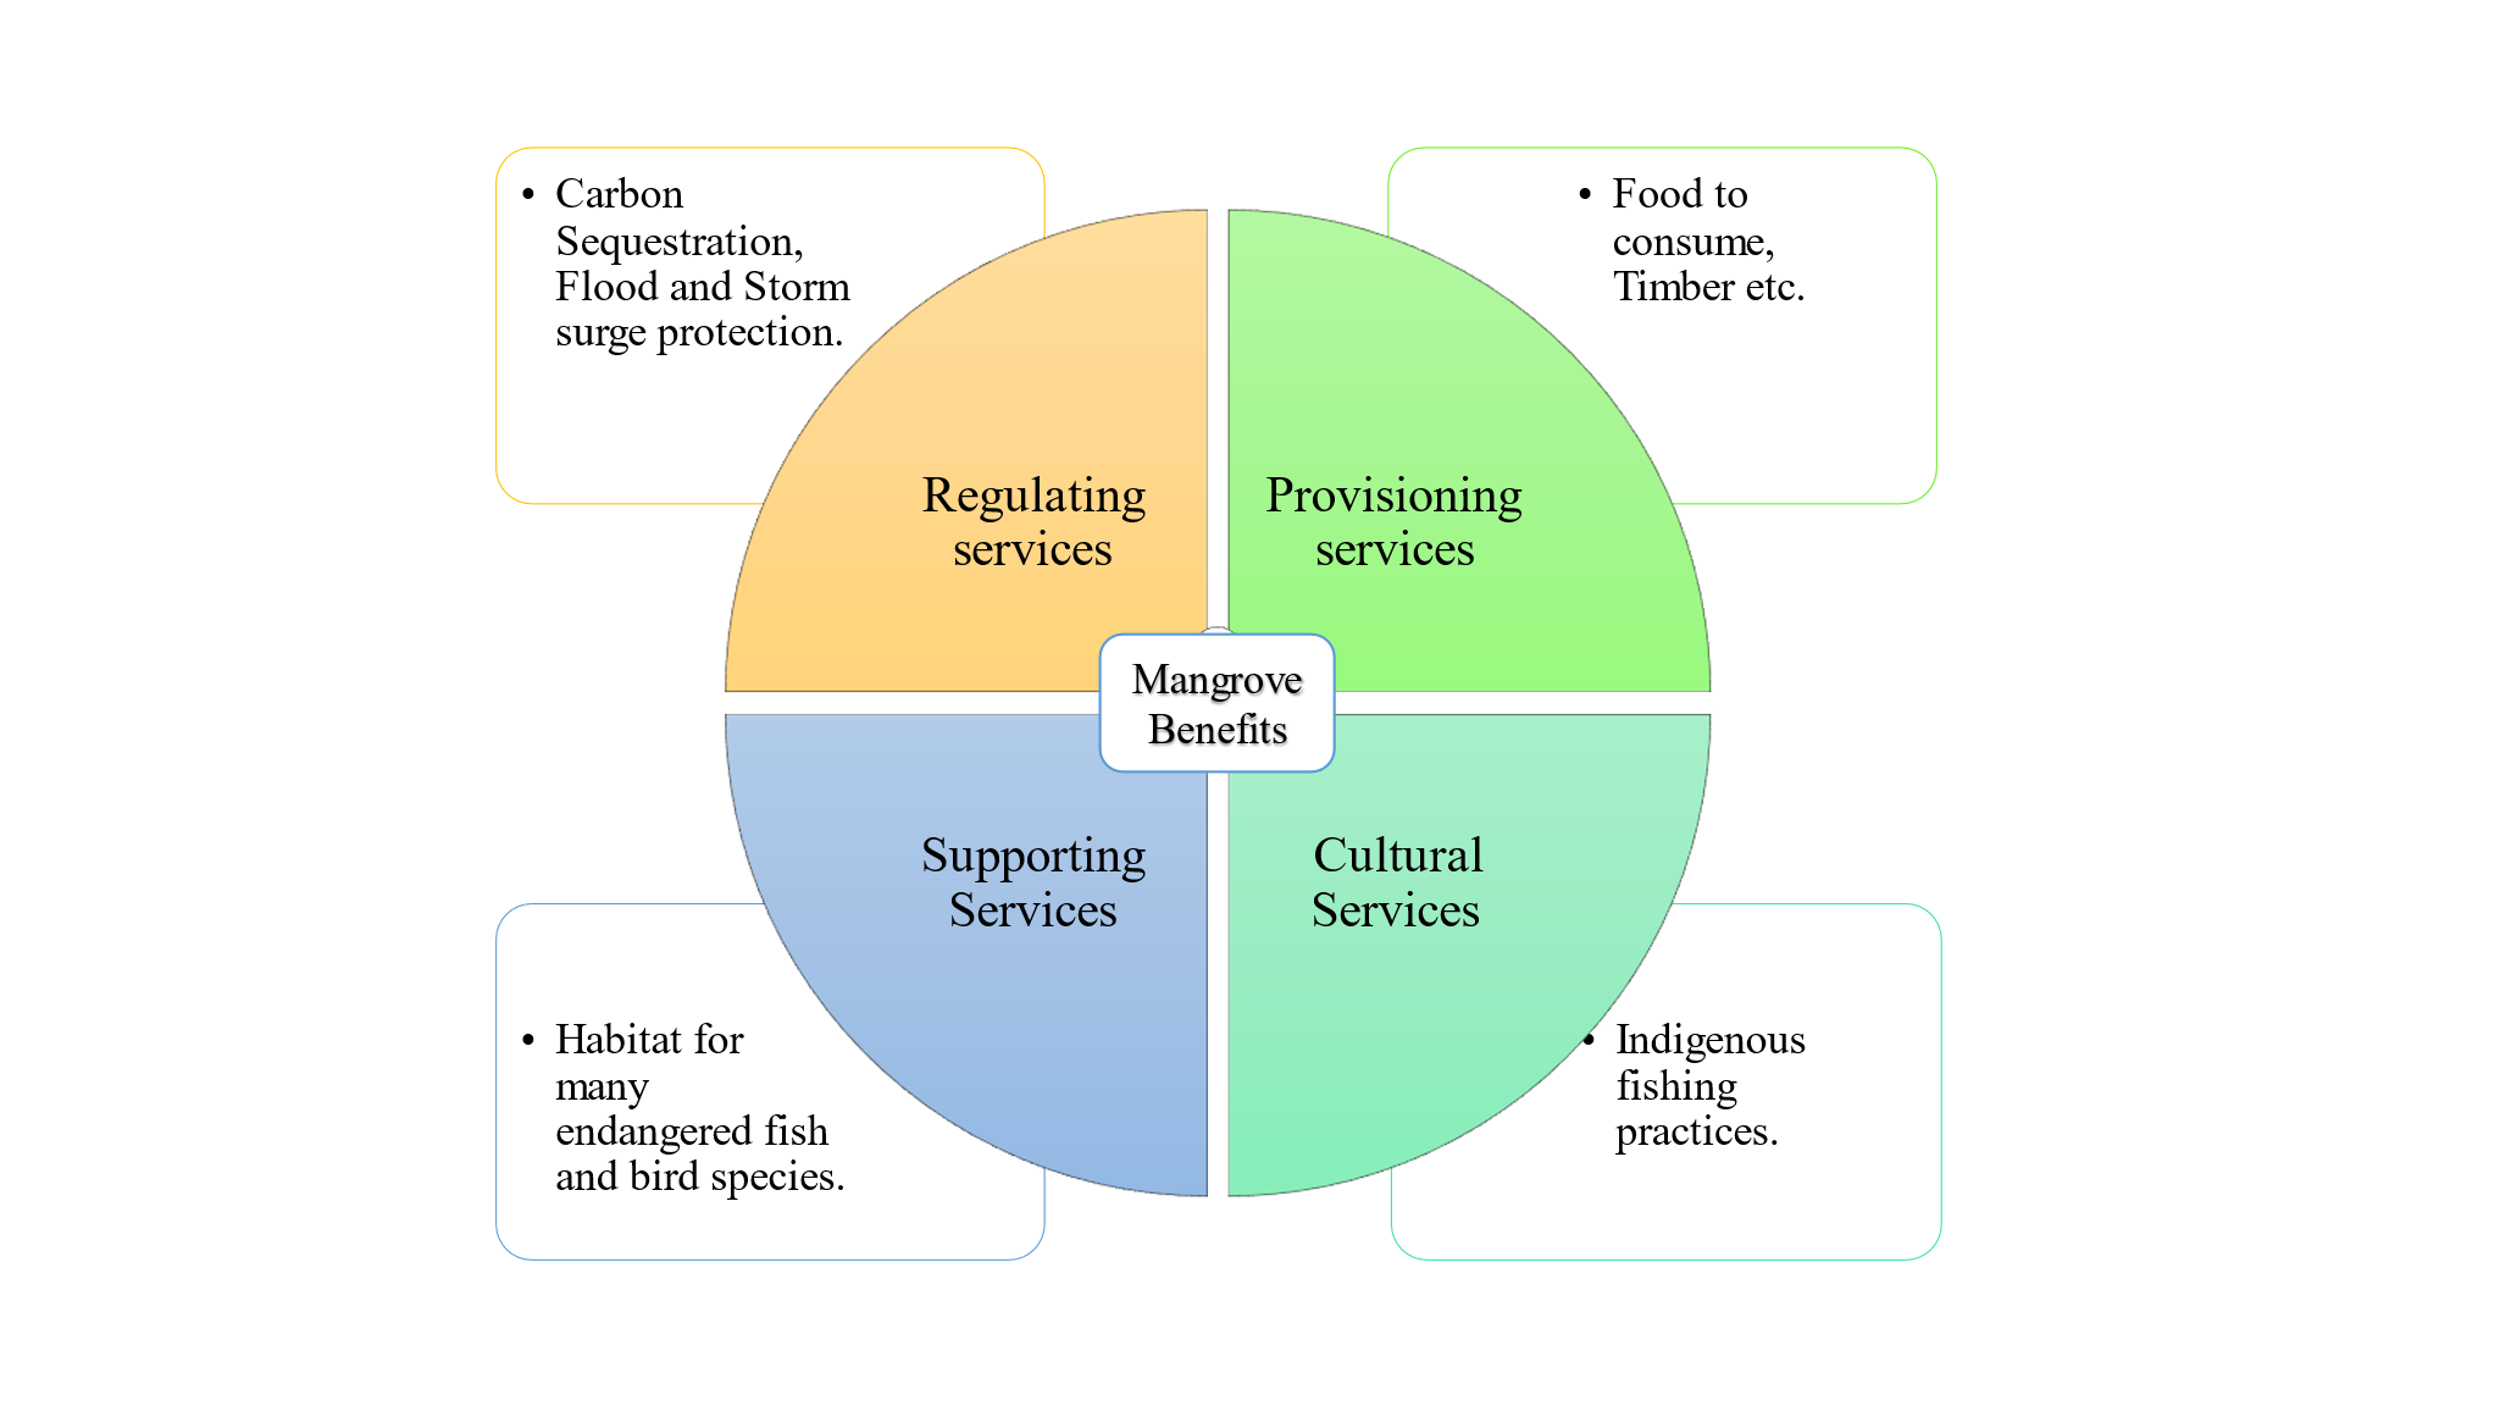 • Carbon
Sequestration,
Flood and Storm
surge protection.
• Food to
consume,
Timber etc.
Regulating
services
Provisioning
services
Mangrove
Benefits
Supporting
Services
Cultural
Services
• Habitat for
many
endangered fish
and bird species.
• Indigenous
fishing
practices.